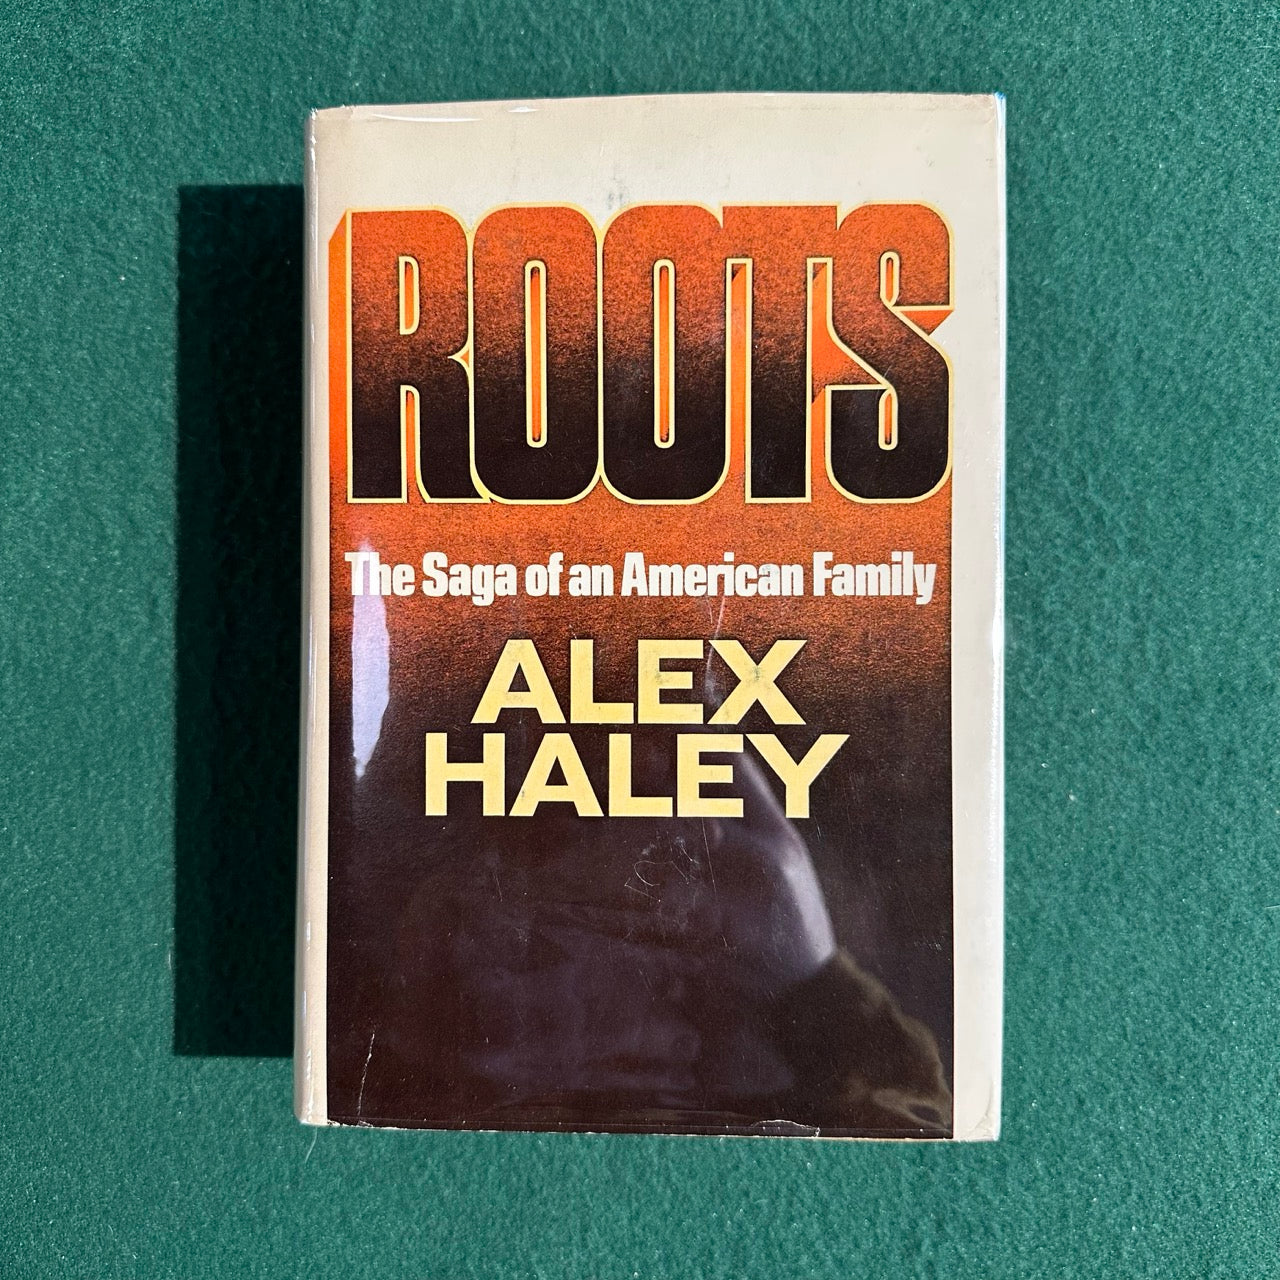 ROOTS
The Saga of an American Family
ALEX
HALEY